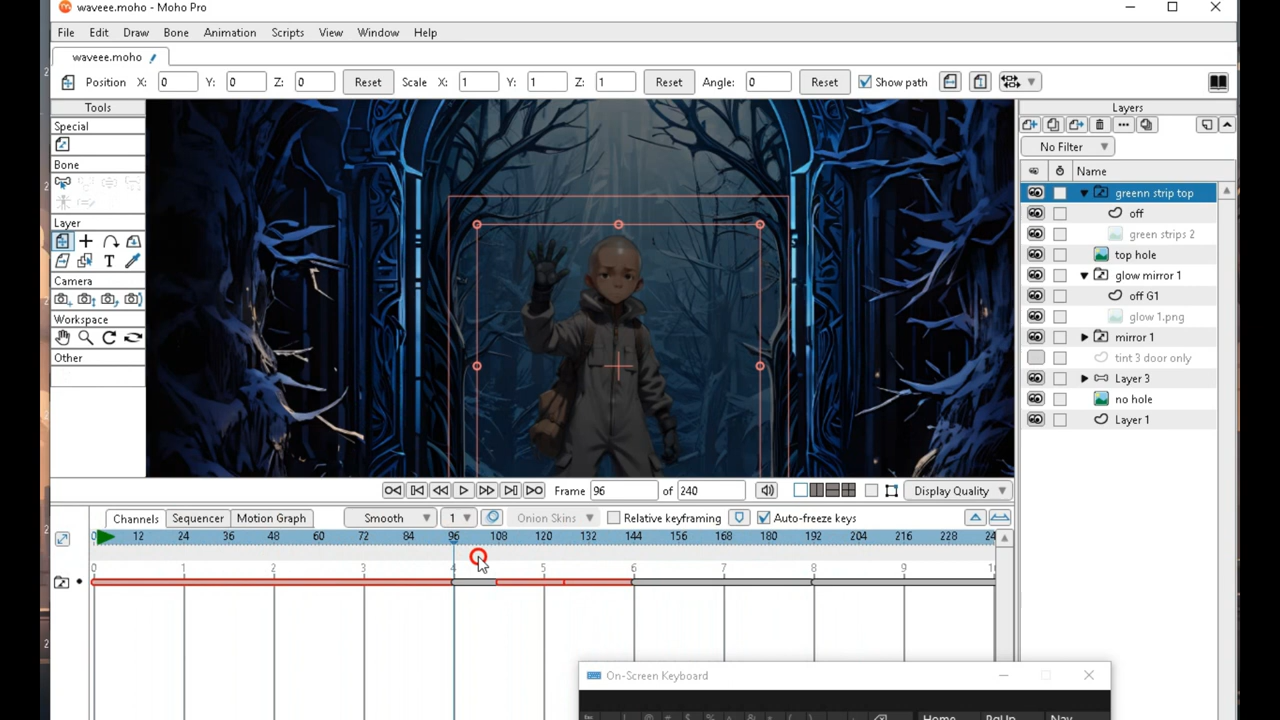 waveee.moho - Moho Pro
File Edit Draw Bone Animation Scripts View Window Help
waveee.moho
Position X: 0 Y: 0 Z: 0 Reset Scale X: 1 Y: 1 Z: 1 Reset Angle: 0 Reset Show path
Tools
Special
Bone
Layer
Camera
Workspace
Other
Layers
No Filter
Name
greenn strip top
off
green strips 2
top hole
glow mirror 1
off G1
glow 1.png
mirror 1
tint 3 door only
Layer 3
no hole
Layer 1
Frame 96 of 240 Display Quality
Channels Sequencer Motion Graph Smooth 1 Onion Skins Relative keyframing Auto-freeze keys
0 12 24 36 48 60 72 84 96 108 120 132 144 156 168 180 192 204 216 228 24
0 1 2 3 4 5 6 7 8 9 10
On-Screen Keyboard
Home PgUp Nav